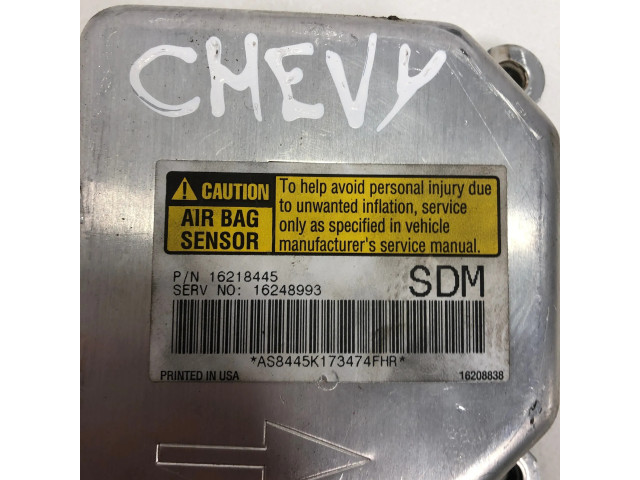 CHEVY
CAUTION
AIR BAG
SENSOR
To help avoid personal injury due
to unwanted inflation, service
only as specified in vehicle
manufacturer's service manual.
P/N 16218445
SERV NO: 16248993
SDM
*AS8445K173474FHR*
PRINTED IN USA
16208838